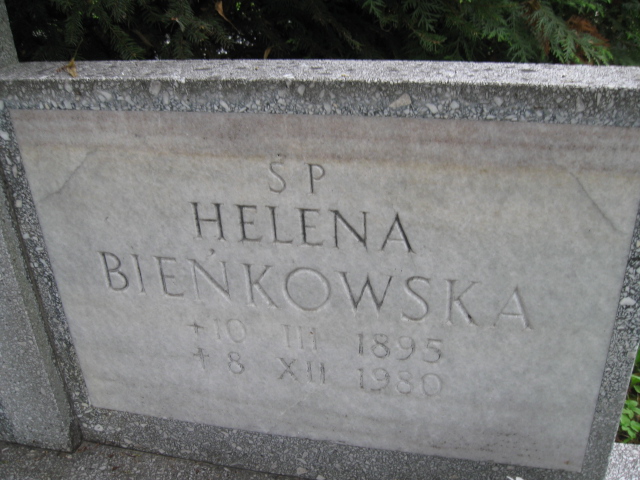 ŚP
HELENA
BIEŃKOWSKA
+ 10 III 1895
+ 8 XII 1980